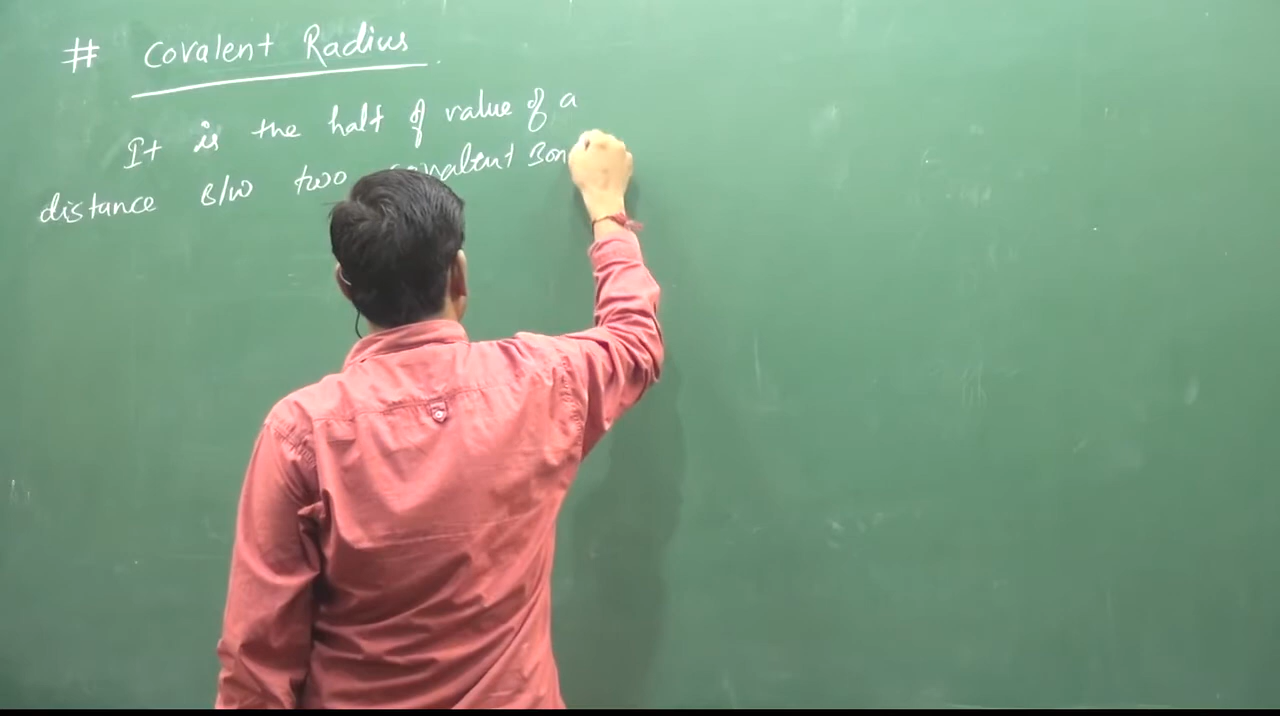 # Covalent Radius
It is the half of value of a
distance B/W two covalent Bon